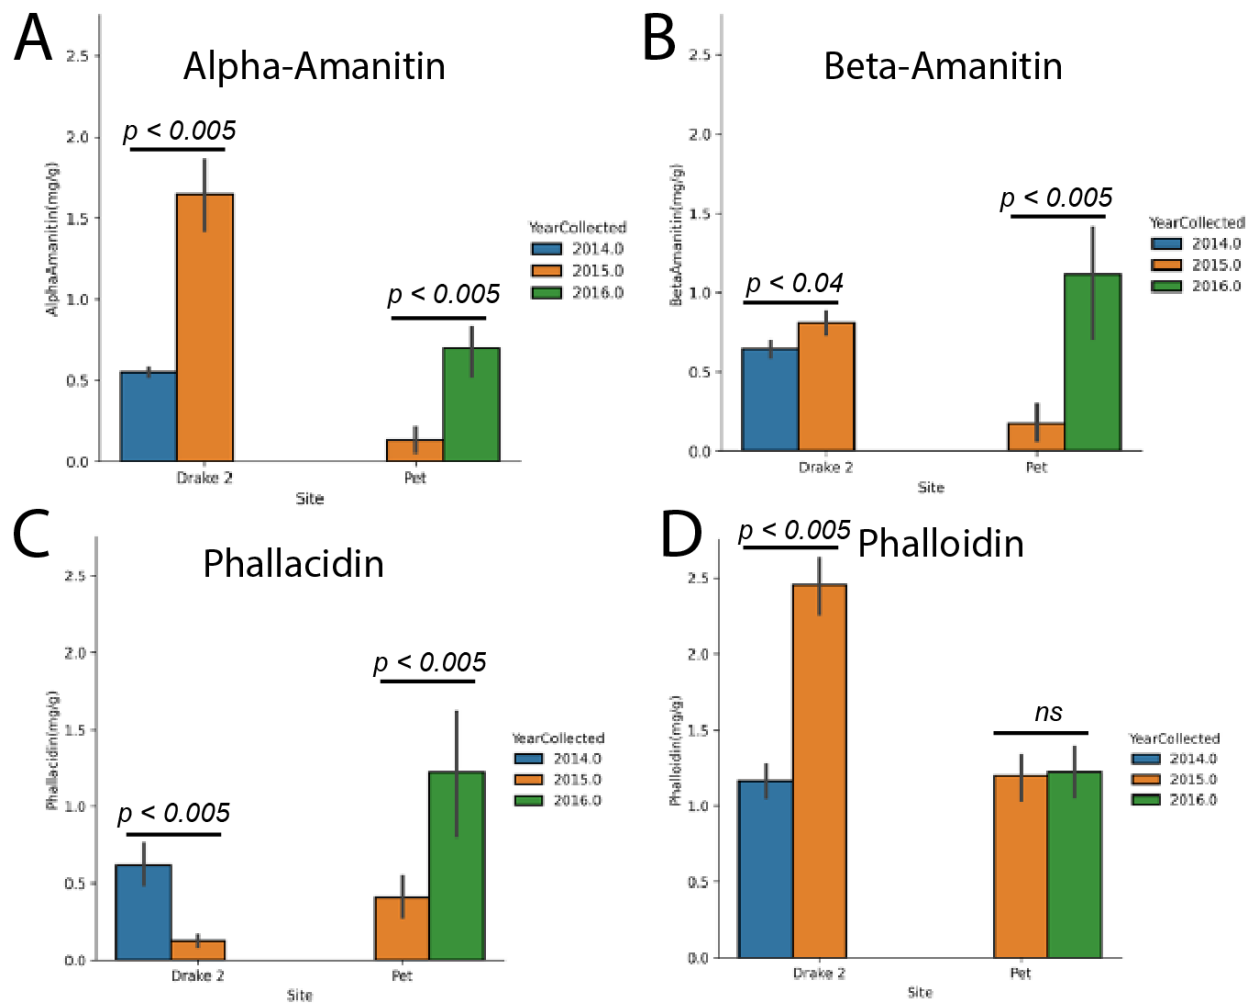 A
Alpha-Amanitin
2.5
2.0
1.5
1.0
0.5
0.0
AlphaAmanitin(mg/g)
p < 0.005
p < 0.005
Drake 2
Pet
Site
YearCollected
2014.0
2015.0
2016.0
B
Beta-Amanitin
2.5
2.0
1.5
1.0
0.5
0.0
BetaAmanitin(mg/g)
p < 0.04
p < 0.005
Drake 2
Pet
Site
YearCollected
2014.0
2015.0
2016.0
C
Phallacidin
2.5
2.0
1.5
1.0
0.5
0.0
Phallacidin(mg/g)
p < 0.005
p < 0.005
Drake 2
Pet
Site
YearCollected
2014.0
2015.0
2016.0
D
Phalloidin
2.5
2.0
1.5
1.0
0.5
0.0
Phalloidin(mg/g)
p < 0.005
ns
Drake 2
Pet
Site
YearCollected
2014.0
2015.0
2016.0